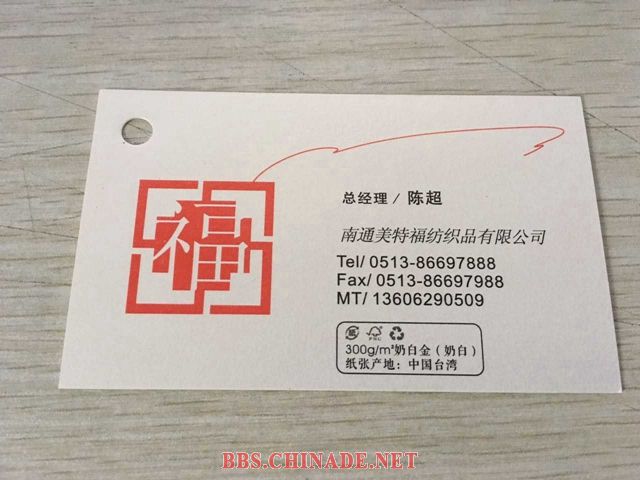 福
总经理 / 陈超
南通美特福纺织品有限公司
Tel/ 0513-86697888
Fax/ 0513-86697988
MT/ 13606290509
300g/m²奶白金（奶白）
纸张产地：中国台湾
BBS.CHINADE.NET